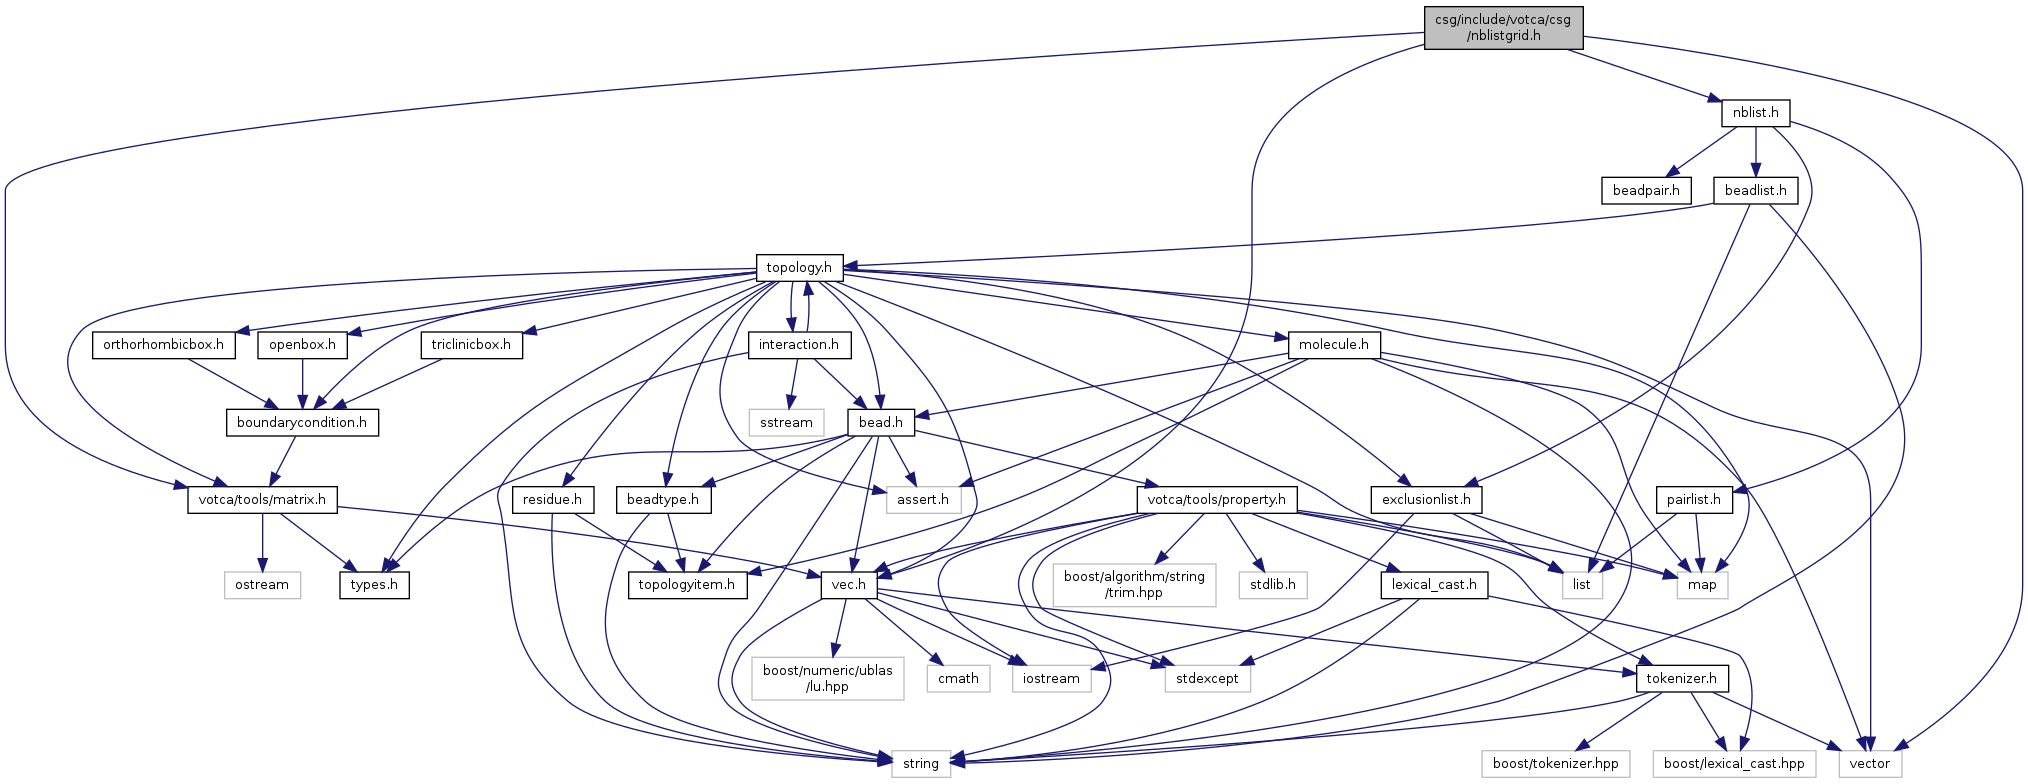 csg/include/votca/csg
/nblistgrid.h
nblist.h
beadpair.h
beadlist.h
topology.h
orthorhombicbox.h
openbox.h
triclinicbox.h
interaction.h
molecule.h
boundarycondition.h
sstream
bead.h
votca/tools/matrix.h
residue.h
beadtype.h
assert.h
votca/tools/property.h
exclusionlist.h
pairlist.h
ostream
types.h
topologyitem.h
vec.h
boost/algorithm/string
/trim.hpp
stdlib.h
lexical_cast.h
list
map
boost/numeric/ublas
/lu.hpp
cmath
iostream
stdexcept
tokenizer.h
string
boost/tokenizer.hpp
boost/lexical_cast.hpp
vector